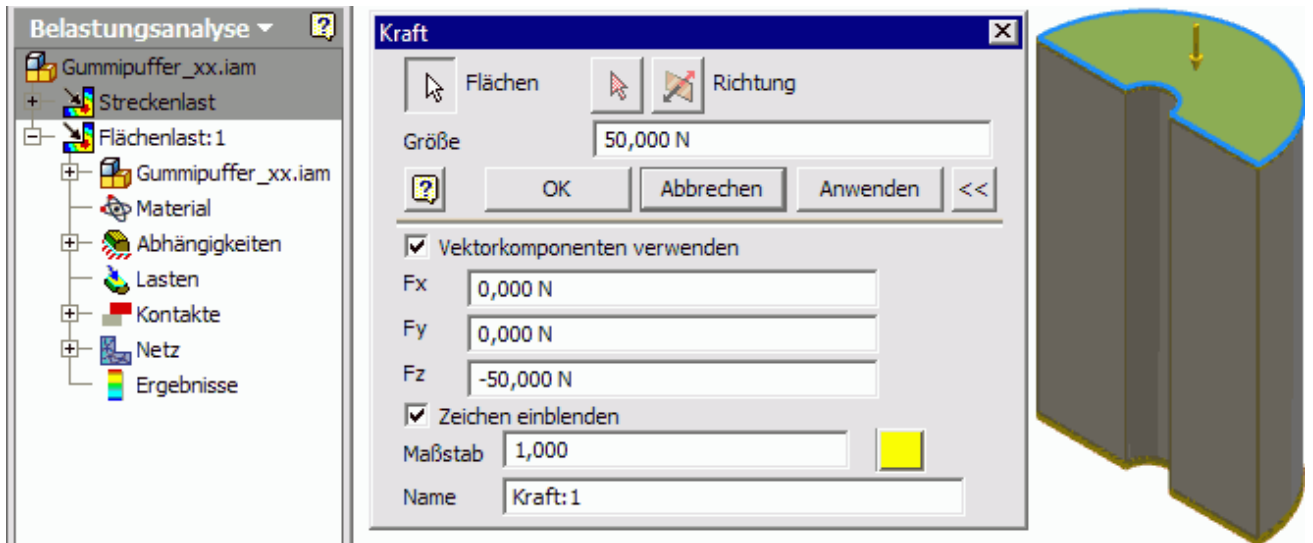 Belastungsanalyse
Gummipuffer_xx.iam
Streckenlast
Flächenlast:1
Gummipuffer_xx.iam
Material
Abhängigkeiten
Lasten
Kontakte
Netz
Ergebnisse
Kraft
Flächen
Richtung
Größe 50,000 N
OK Abbrechen Anwenden <<
Vektorkomponenten verwenden
Fx 0,000 N
Fy 0,000 N
Fz -50,000 N
Zeichen einblenden
Maßstab 1,000
Name Kraft:1